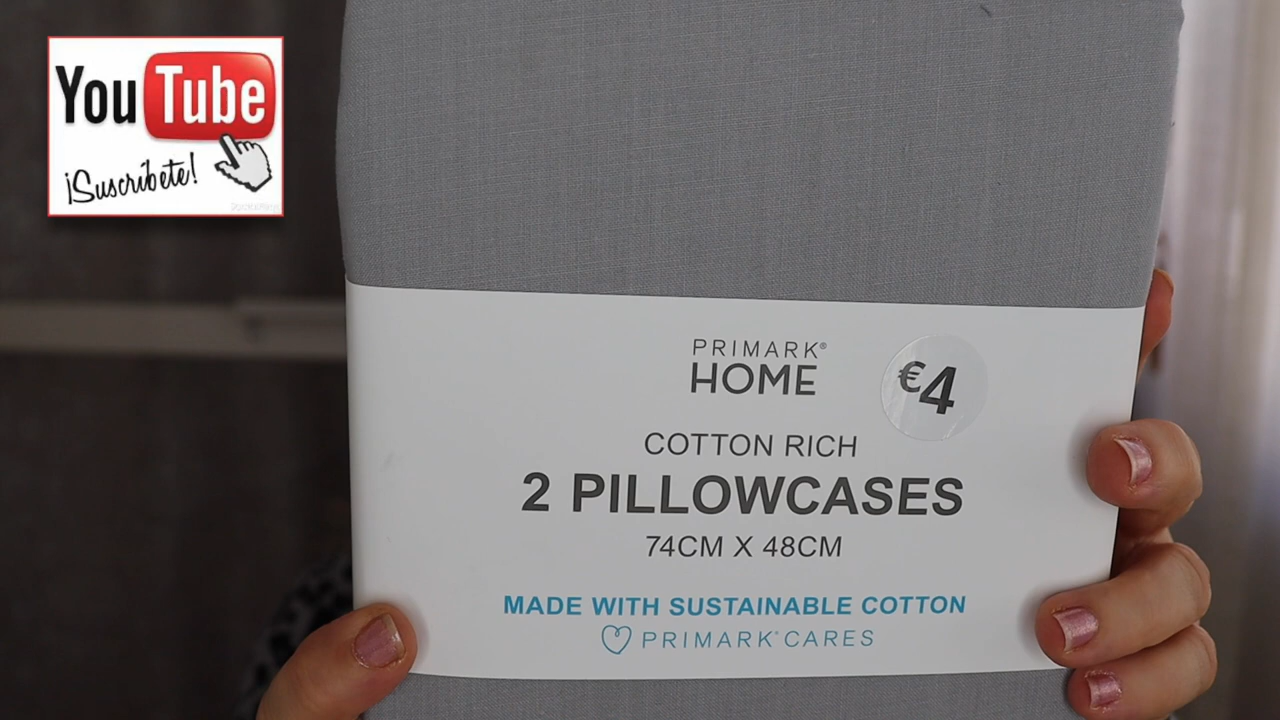 YouTube
¡Suscríbete!
PRIMARK®
HOME
€4
COTTON RICH
2 PILLOWCASES
74CM X 48CM
MADE WITH SUSTAINABLE COTTON
PRIMARK® CARES